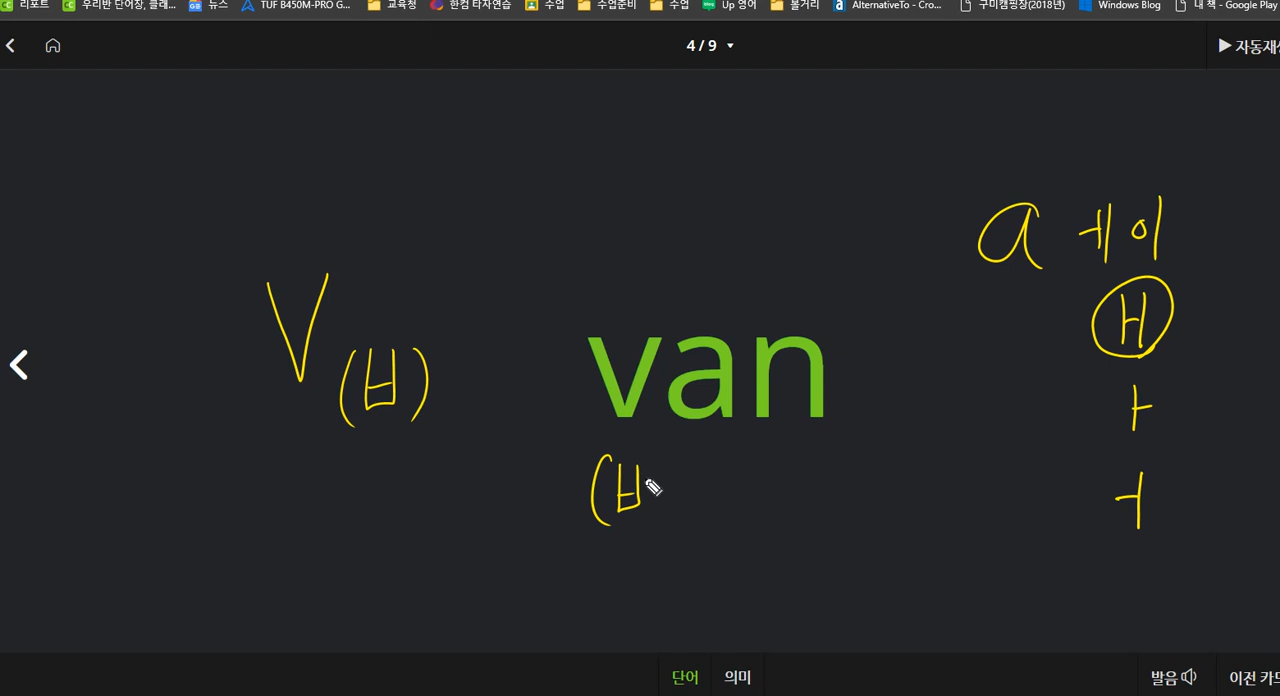 리포트 우리반 단어장, 클래... 뉴스 TUF B450M-PRO G... 교육청 한컴 타자연습 수업 수업준비 수업 Up 영어 볼거리 AlternativeTo - Cro... 구미캠핑장(2018년) Windows Blog 내 책 - Google Play
4 / 9 자동재생
a ㅔ이
V (ㅂ) van ㅐ
ㅏ
(ㅂ ㅓ
단어 의미 발음 이전 카드